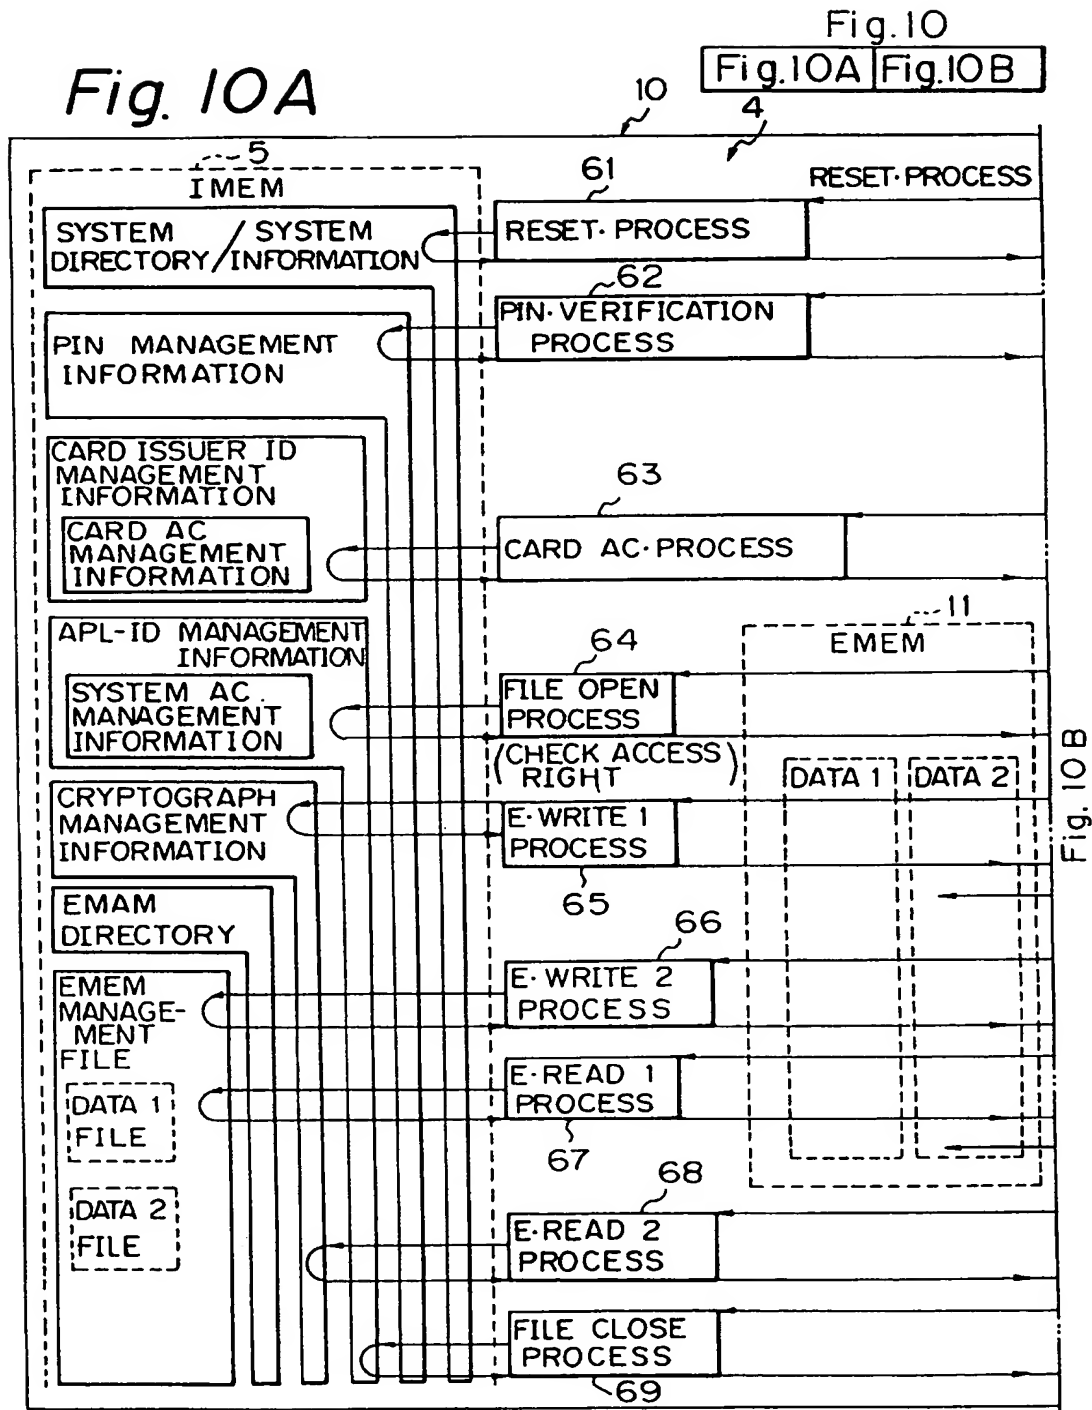 Fig. 10
Fig. 10A Fig. 10B
Fig. 10A
10
4
5
IMEM
RESET·PROCESS
SYSTEM / SYSTEM
DIRECTORY / INFORMATION
61
RESET·PROCESS
62
PIN·VERIFICATION
PROCESS
PIN MANAGEMENT
INFORMATION
CARD ISSUER ID
MANAGEMENT
INFORMATION
CARD AC
MANAGEMENT
INFORMATION
63
CARD AC·PROCESS
APL-ID MANAGEMENT
INFORMATION
SYSTEM AC.
MANAGEMENT
INFORMATION
64
FILE OPEN
PROCESS
(CHECK ACCESS
RIGHT)
11
EMEM
DATA 1
DATA 2
CRYPTOGRAPH
MANAGEMENT
INFORMATION
E·WRITE 1
PROCESS
65
EMAM
DIRECTORY
66
E·WRITE 2
PROCESS
EMEM
MANAGE-
MENT
FILE
DATA 1
FILE
DATA 2
FILE
E·READ 1
PROCESS
67
68
E·READ 2
PROCESS
FILE CLOSE
PROCESS
69
Fig. 10B